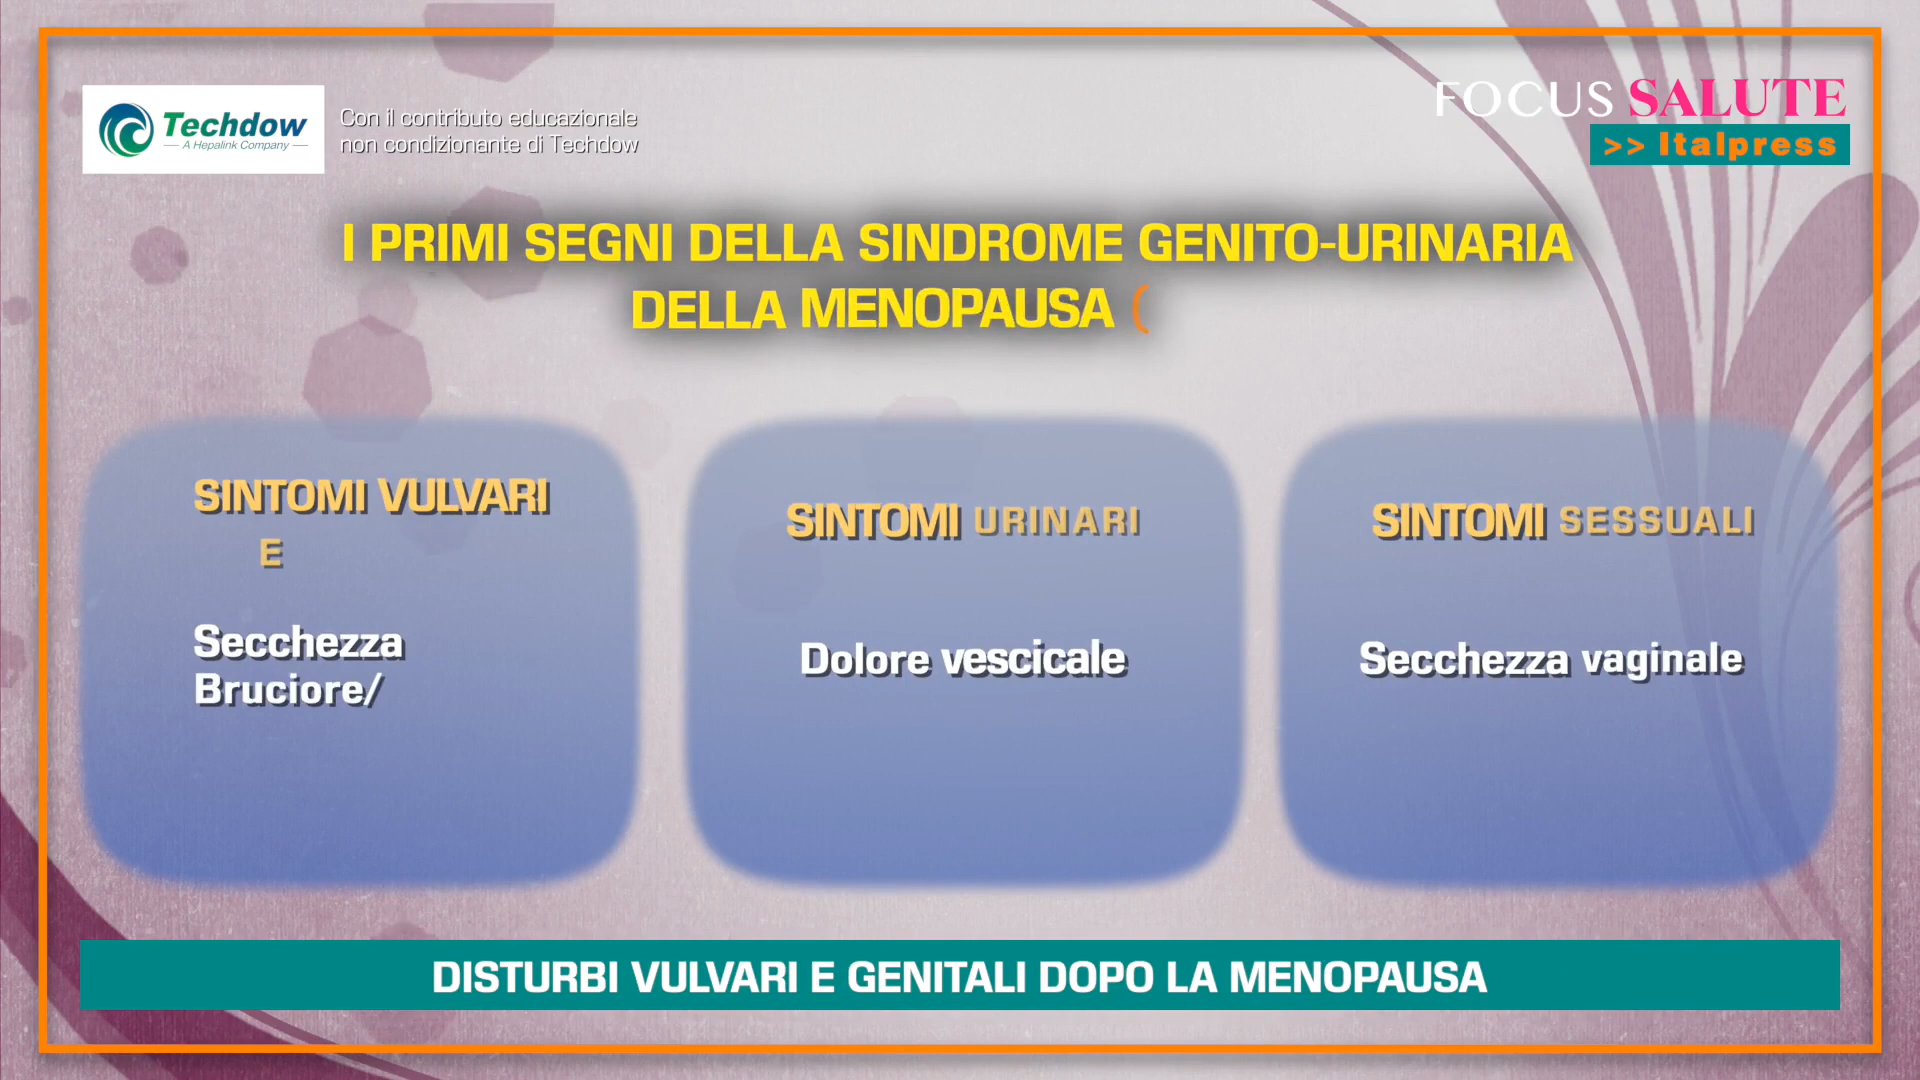 Techdow
A Hepalink Company
Con il contributo educazionale
non condizionante di Techdow
FOCUS SALUTE
>> Italpress
I PRIMI SEGNI DELLA SINDROME GENITO-URINARIA
DELLA MENOPAUSA (
SINTOMI VULVARI
E
Secchezza
Bruciore/
SINTOMI URINARI
Dolore vescicale
SINTOMI SESSUALI
Secchezza vaginale
DISTURBI VULVARI E GENITALI DOPO LA MENOPAUSA